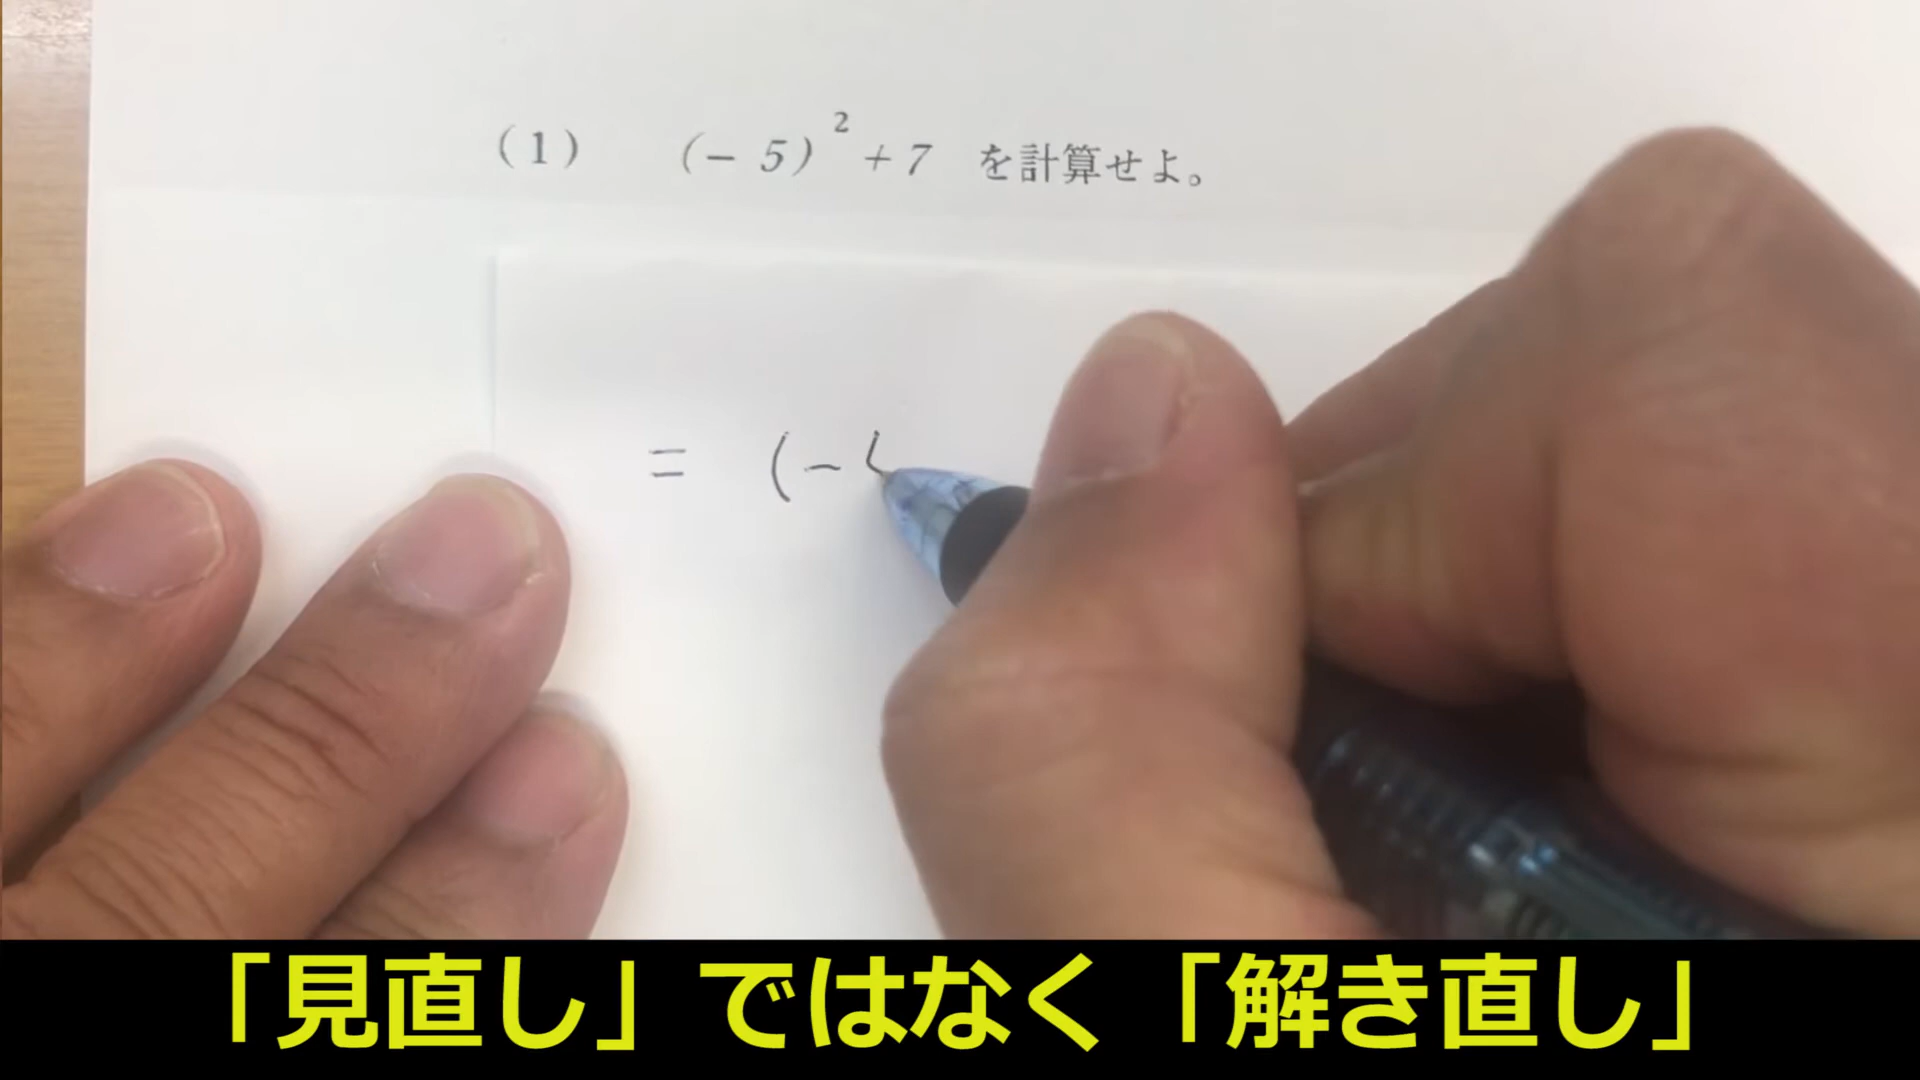 (1) (- 5)² +7 を計算せよ。
= (-
「見直し」ではなく「解き直し」